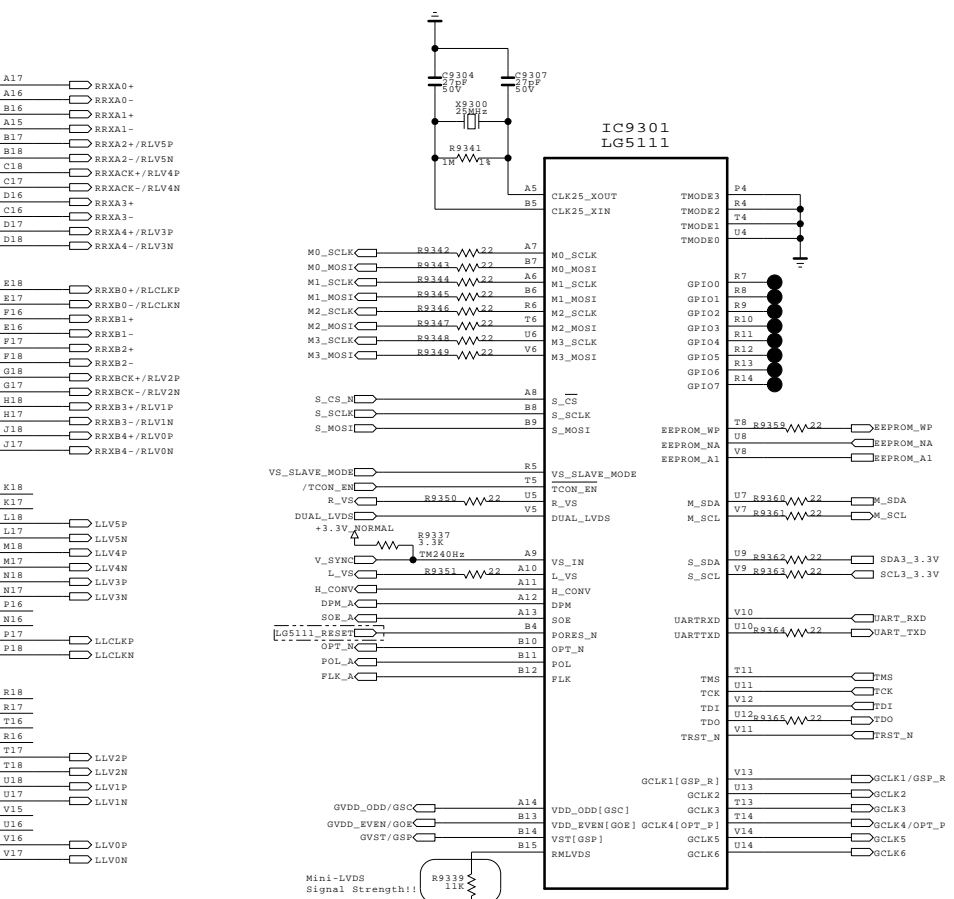 A17 RRXA0+
A16 RRXA0-
B16 RRXA1+
A15 RRXA1-
B17 RRXA2+/RLV5P
B18 RRXA2-/RLV5N
C18 RRXACK+/RLV4P
C17 RRXACK-/RLV4N
D16 RRXA3+
C16 RRXA3-
D17 RRXA4+/RLV3P
D18 RRXA4-/RLV3N
E18 RRXB0+/RLCLKP
E17 RRXB0-/RLCLKN
F16 RRXB1+
E16 RRXB1-
F17 RRXB2+
F18 RRXB2-
G18 RRXBCK+/RLV2P
G17 RRXBCK-/RLV2N
H18 RRXB3+/RLV1P
H17 RRXB3-/RLV1N
J18 RRXB4+/RLV0P
J17 RRXB4-/RLV0N
K18
K17
L18 LLV5P
L17 LLV5N
M18 LLV4P
M17 LLV4N
N18 LLV3P
N17 LLV3N
P16
N16
P17 LLCLKP
P18 LLCLKN
R18
R17
T16
R16
T17 LLV2P
T18 LLV2N
U18 LLV1P
U17 LLV1N
V15
U16
V16 LLV0P
V17 LLV0N
C9304
27pF
50V
C9307
27pF
50V
X9300
25MHz
R9341
1M 1%
IC9301
LG5111
A5 CLK25_XOUT
B5 CLK25_XIN
M0_SCLK R9342 22 A7 M0_SCLK
M0_MOSI R9343 22 B7 M0_MOSI
M1_SCLK R9344 22 A6 M1_SCLK
M1_MOSI R9345 22 B6 M1_MOSI
M2_SCLK R9346 22 R6 M2_SCLK
M2_MOSI R9347 22 T6 M2_MOSI
M3_SCLK R9348 22 U6 M3_SCLK
M3_MOSI R9349 22 V6 M3_MOSI
S_CS_N A8 S_CS
S_SCLK B8 S_SCLK
S_MOSI B9 S_MOSI
VS_SLAVE_MODE R5 VS_SLAVE_MODE
/TCON_EN T5 TCON_EN
R_VS R9350 22 U5 R_VS
DUAL_LVDS V5 DUAL_LVDS
+3.3V_NORMAL
R9337
3.3K
TM240Hz
V_SYNC A9 VS_IN
L_VS R9351 22 A10 L_VS
H_CONV A11 H_CONV
DPM_A A12 DPM
SOE_A A13 SOE
LG5111_RESET B4 PORES_N
OPT_N B10 OPT_N
POL_A B11 POL
FLK_A B12 FLK
GVDD_ODD/GSC A14 VDD_ODD[GSC]
GVDD_EVEN/GOE B13 VDD_EVEN[GOE]
GVST/GSP B14 VST[GSP]
B15 RMLVDS
Mini-LVDS
Signal Strength!!
R9339
11K
TMODE3 P4
TMODE2 R4
TMODE1 T4
TMODE0 U4
GPIO0 R7
GPIO1 R8
GPIO2 R9
GPIO3 R10
GPIO4 R11
GPIO5 R12
GPIO6 R13
GPIO7 R14
EEPROM_WP T8 R9359 22 EEPROM_WP
EEPROM_NA U8 EEPROM_NA
EEPROM_A1 V8 EEPROM_A1
M_SDA U7 R9360 22 M_SDA
M_SCL V7 R9361 22 M_SCL
S_SDA U9 R9362 22 SDA3_3.3V
S_SCL V9 R9363 22 SCL3_3.3V
UARTRXD V10 UART_RXD
UARTTXD U10 R9364 22 UART_TXD
TMS T11 TMS
TCK U11 TCK
TDI V12 TDI
TDO U12 R9365 22 TDO
TRST_N V11 TRST_N
GCLK1[GSP_R] V13 GCLK1/GSP_R
GCLK2 U13 GCLK2
GCLK3 T13 GCLK3
GCLK4[OPT_P] T14 GCLK4/OPT_P
GCLK5 V14 GCLK5
GCLK6 U14 GCLK6